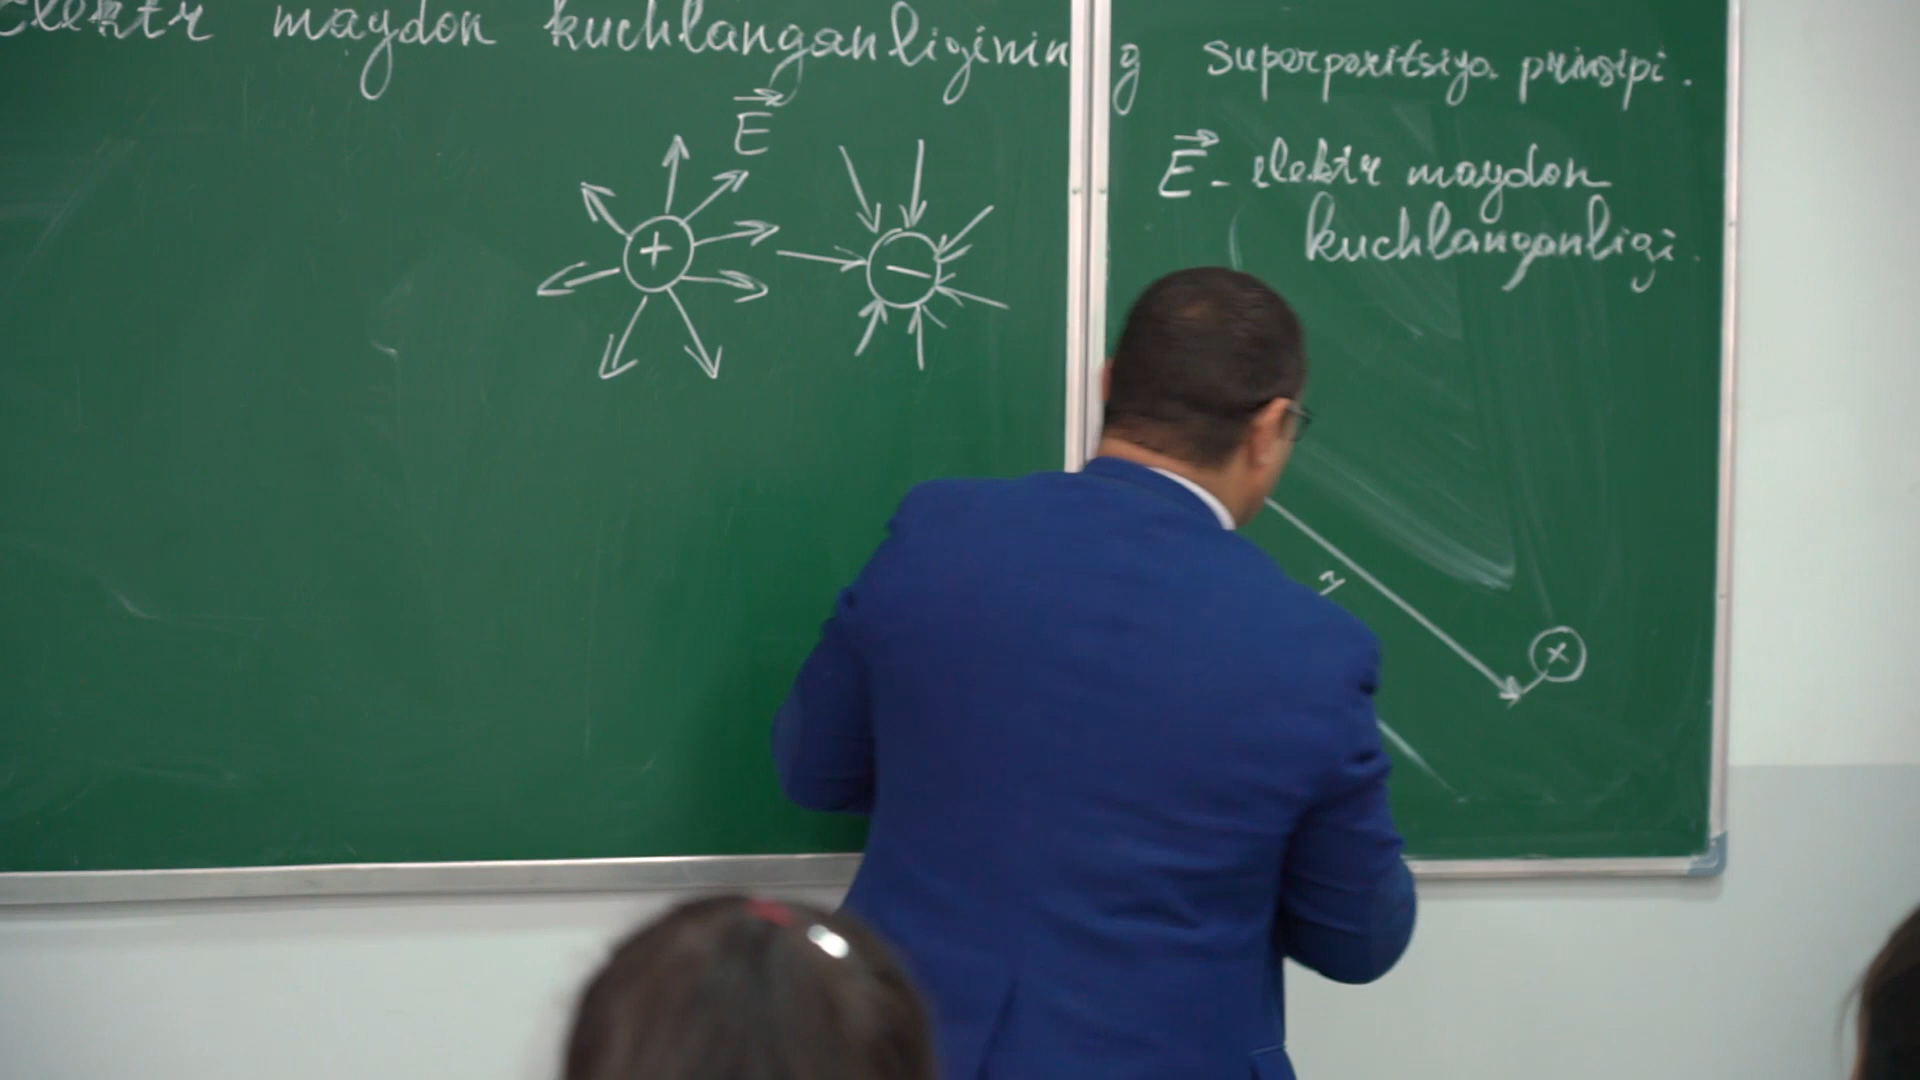 Elektr maydon kuchlanganligining superpozitsiya prinsipi.
E
+
−
E - elektr maydon
kuchlanganligi.
x